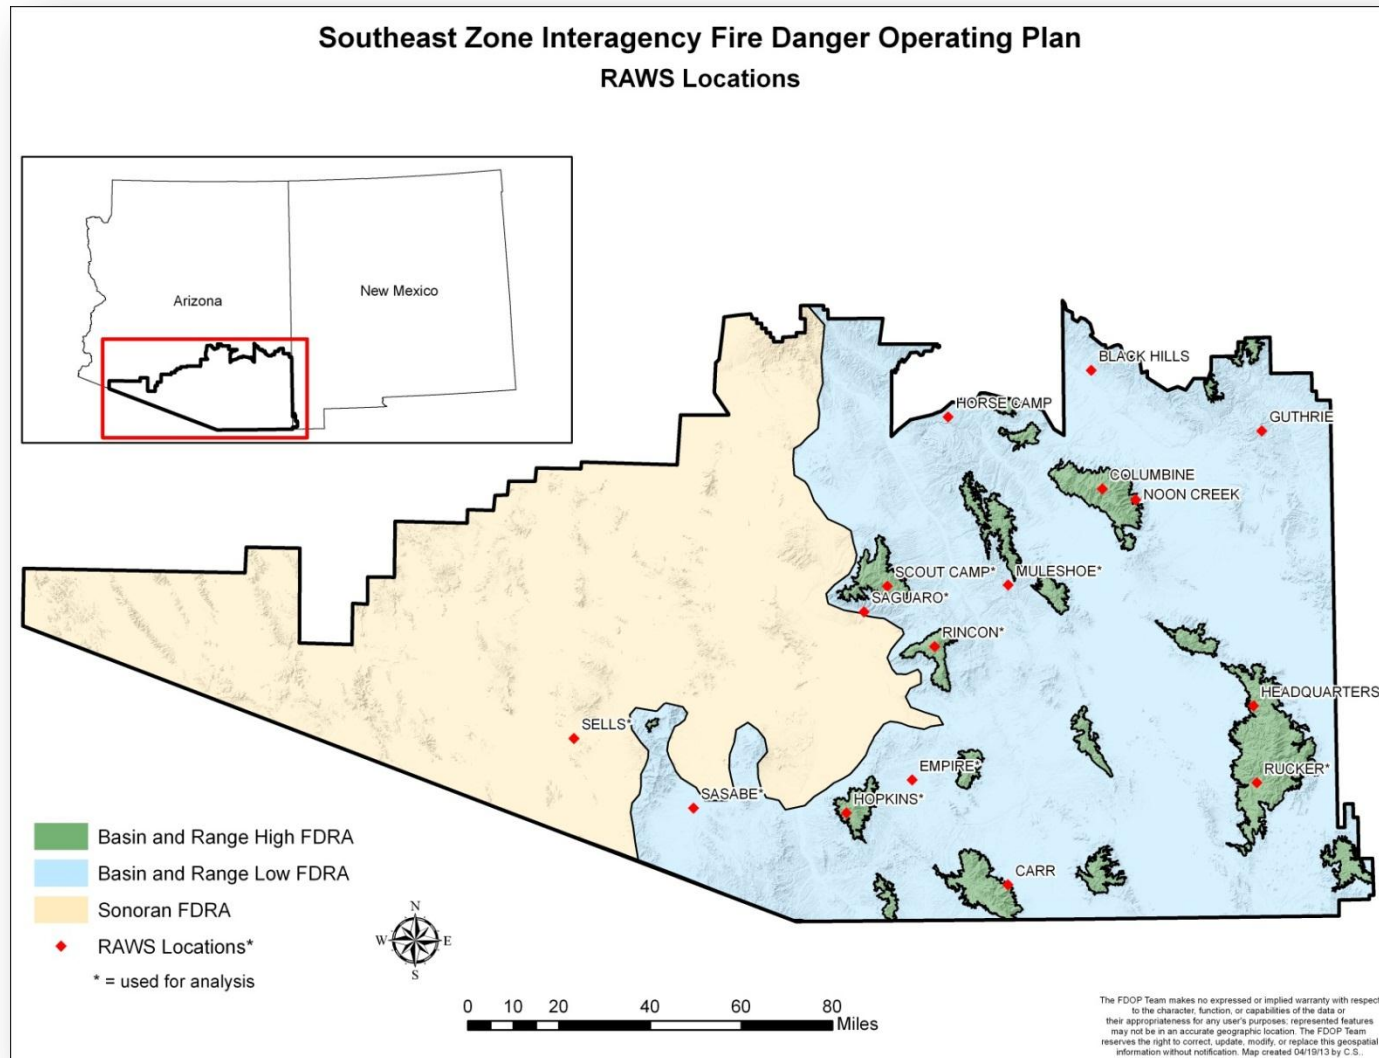 Southeast Zone Interagency Fire Danger Operating Plan
RAWS Locations
Arizona
New Mexico
BLACK HILLS
HORSE CAMP
GUTHRIE
COLUMBINE
NOON CREEK
SCOUT CAMP*
MULESHOE*
SAGUARO*
RINCON*
HEADQUARTERS
SELLS*
EMPIRE*
RUCKER*
SASABE*
HOPKINS*
CARR
Basin and Range High FDRA
Basin and Range Low FDRA
Sonoran FDRA
RAWS Locations*
* = used for analysis
N
W E
S
0 10 20 40 60 80
Miles
The FDOP Team makes no expressed or implied warranty with respect
to the character, function, or capabilities of the data or
their appropriateness for any user's purposes; represented features
may not be in an accurate geographic location. The FDOP Team
reserves the right to correct, update, modify, or replace this geospatial
information without notification. Map created 04/19/13 by C.S..